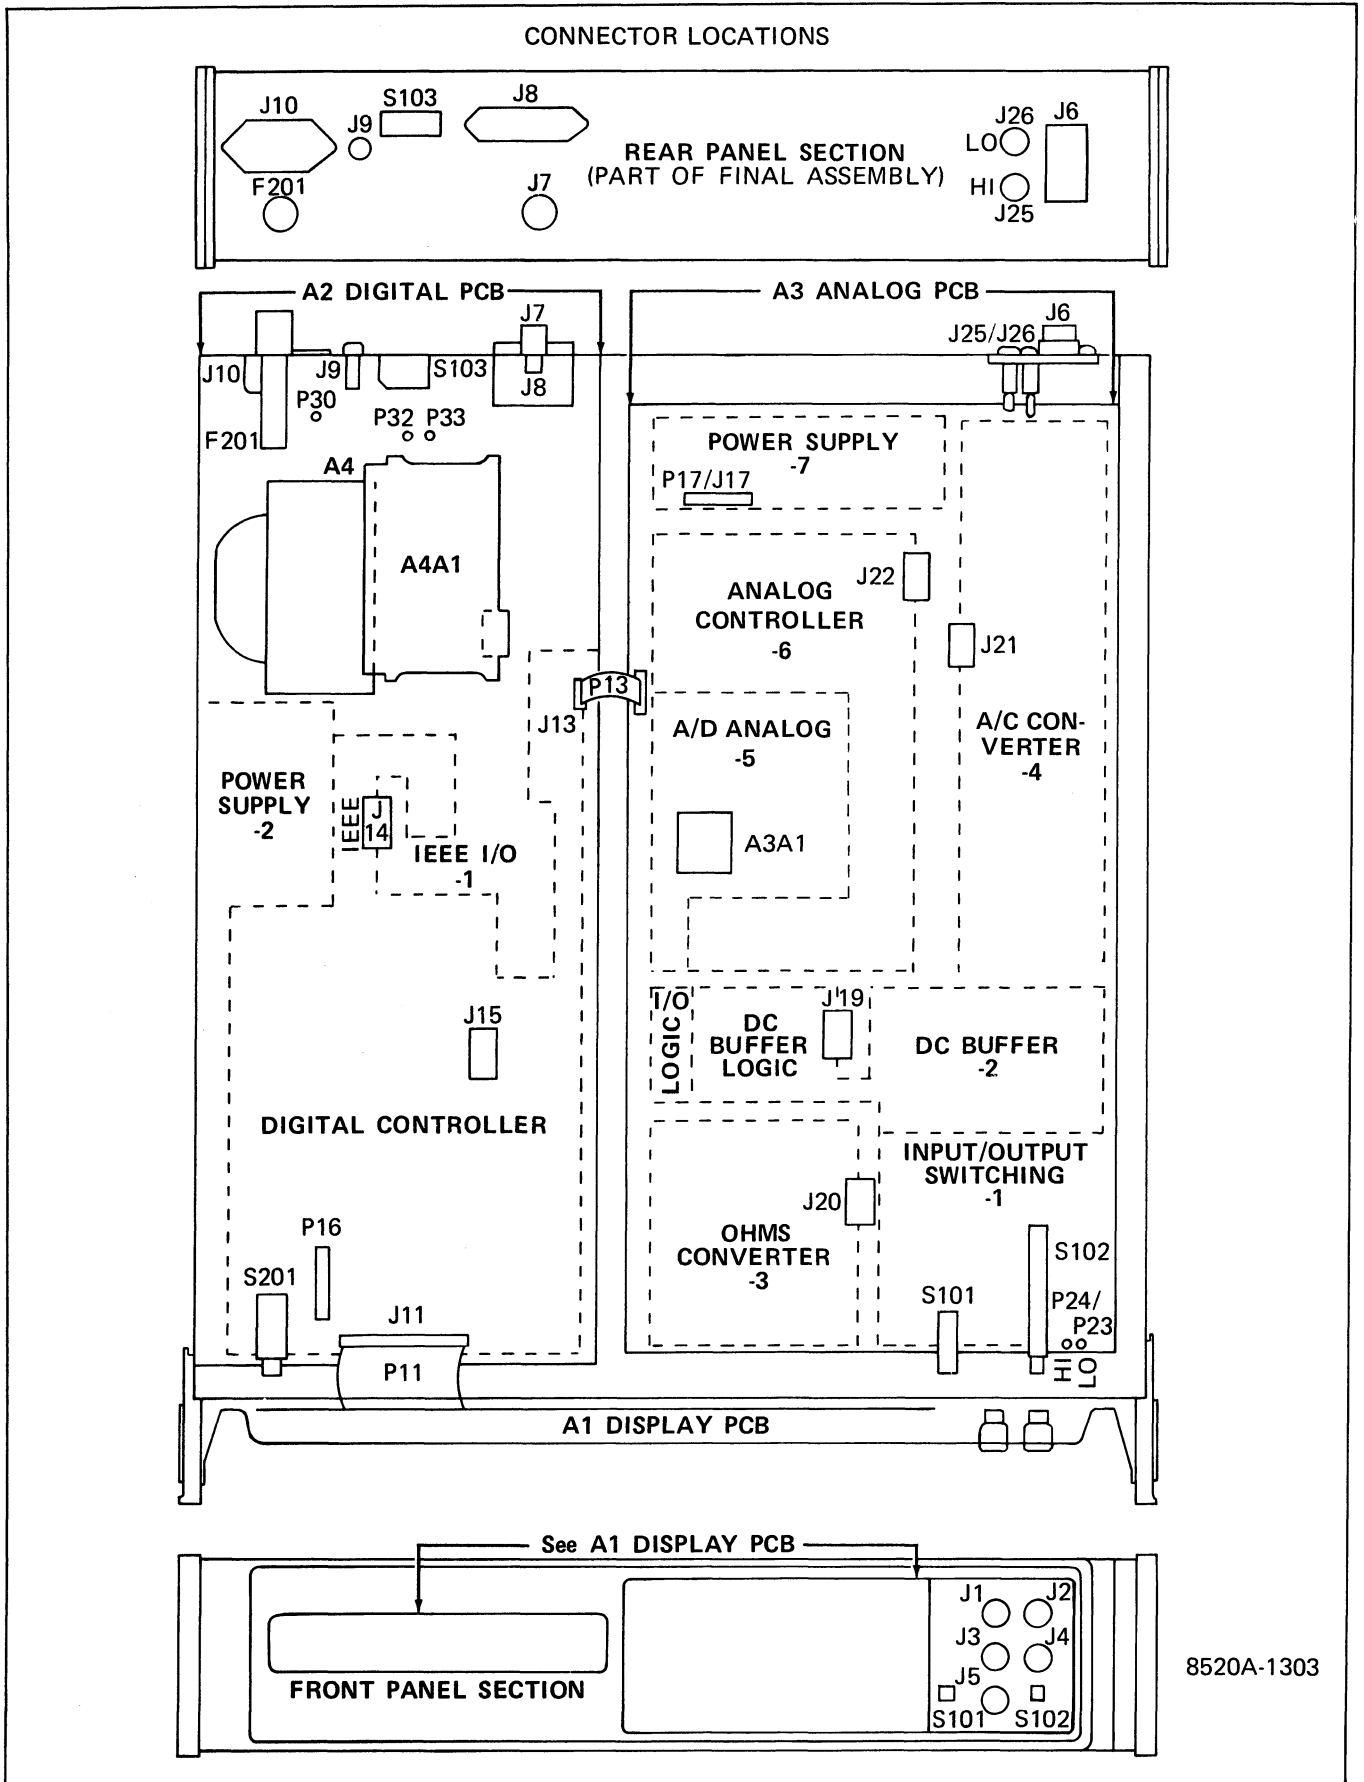 CONNECTOR LOCATIONS
J10
J9
S103
J8
F201
J7
REAR PANEL SECTION
(PART OF FINAL ASSEMBLY)
J26
LO
HI
J25
J6
A2 DIGITAL PCB
A3 ANALOG PCB
J7
J6
J25/J26
J10
J9
S103
J8
P30
P32
P33
F201
A4
A4A1
POWER SUPPLY
-7
P17/J17
J22
ANALOG
CONTROLLER
-6
J21
P13
J13
A/D ANALOG
-5
A/C CON-
VERTER
-4
POWER
SUPPLY
-2
IEEE
J
14
IEEE I/O
-1
A3A1
J15
I/O
LOGIC
DC
BUFFER
LOGIC
J19
DC BUFFER
-2
DIGITAL CONTROLLER
INPUT/OUTPUT
SWITCHING
-1
J20
P16
OHMS
CONVERTER
-3
S102
S201
S101
P24/
P23
J11
P11
HI
LO
A1 DISPLAY PCB
See A1 DISPLAY PCB
J1
J2
J3
J4
J5
S101
S102
FRONT PANEL SECTION
8520A-1303